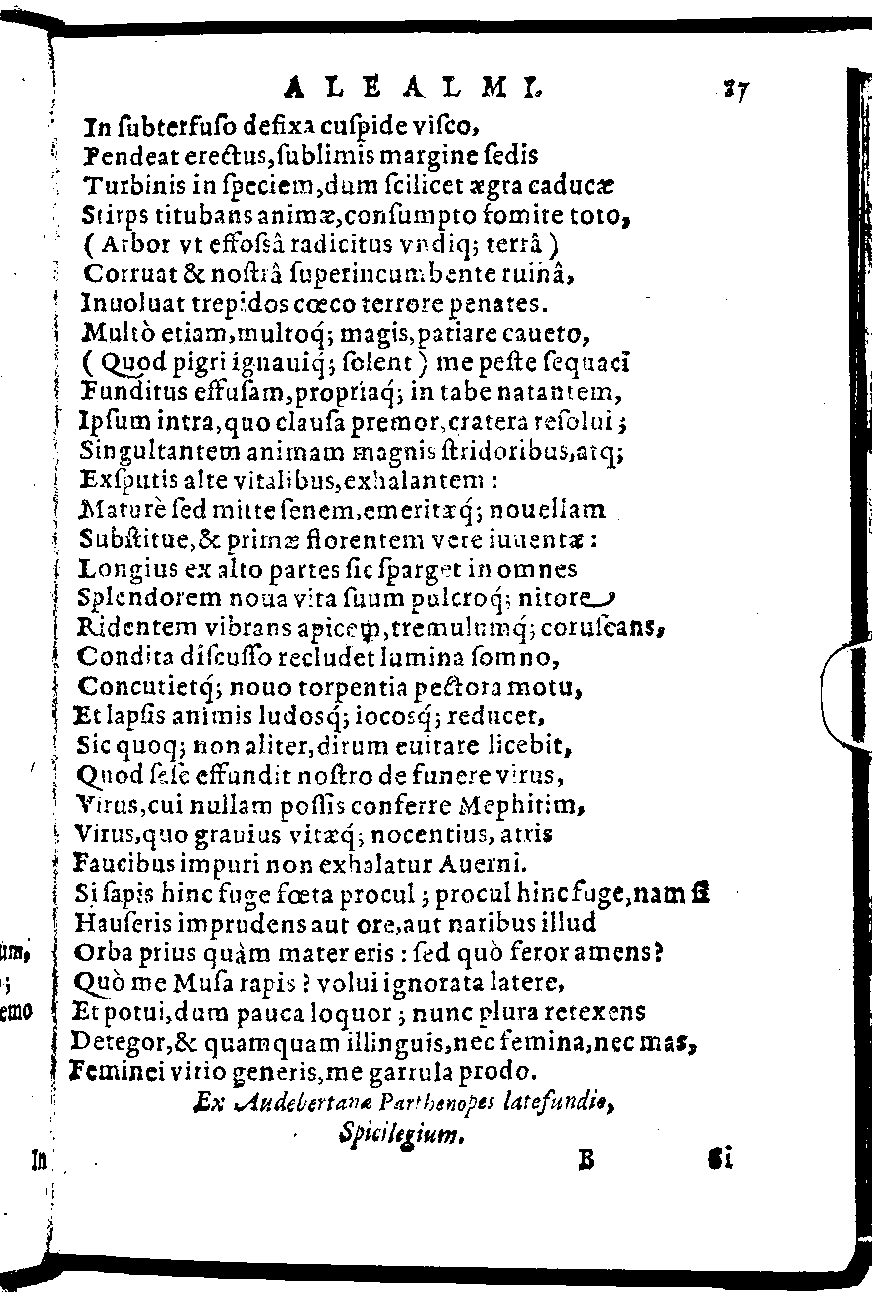 ALEALMI. 27
In ſubterfuſo defixa cuſpide viſco,
Pendeat erectus, ſublimis margine ſedis
Turbinis in ſpeciem, dum ſcilicet ægra caducæ
Stirps titubans animæ, conſumpto fomite toto,
( Arbor vt effoſsâ radicitus vndiq; terrâ )
Corruat & noſtrâ ſuperincumbente ruinâ,
Inuoluat trepidos cœco terrore penates.
Multò etiam, multoq́; magis, patiare caueto,
( Quod pigri ignauiq́; ſolent ) me peſte ſequaci
Funditus effuſam, propriaq́; in tabe natantem,
Ipſum intra, quo clauſa premor, cratera reſolui;
Singultantem animam magnis ſtridoribus, atq;
Exſputis alte vitalibus, exhalantem :
Maturè ſed mitte ſenem, emeritæq́; nouellam
Subſtitue, & primæ florentem vere iuuentæ :
Longius ex alto partes ſic ſparget in omnes
Splendorem noua vita ſuum pulcroq́; nitore
Ridentem vibrans apicem, tremulumq́; coruſcans,
Condita diſcuſſo recludet lumina ſomno,
Concutietq́; nouo torpentia pectora motu,
Et lapſis animis ludosq́; iocosq́; reducet,
Sic quoq; non aliter, dirum euitare licebit,
Quod ſeſe effundit noſtro de funere virus,
Virus, cui nullam poſſis conferre Mephitim,
Virus, quo grauius vitæq́; nocentius, atris
Faucibus impuri non exhalatur Auerni.
Si ſapis hinc fuge fœta procul ; procul hinc fuge, nam ſi
Hauſeris imprudens aut ore, aut naribus illud
Orba prius quàm mater eris : ſed quò feror amens?
Quò me Muſa rapis ? volui ignorata latere,
Et potui, dum pauca loquor ; nunc plura retexens
Detegor, & quamquam illinguis, nec femina, nec mas,
Feminei vitio generis, me garrula prodo.
Ex Audebertanæ Parthenopes latefundio,
Spicilegium.
B Si